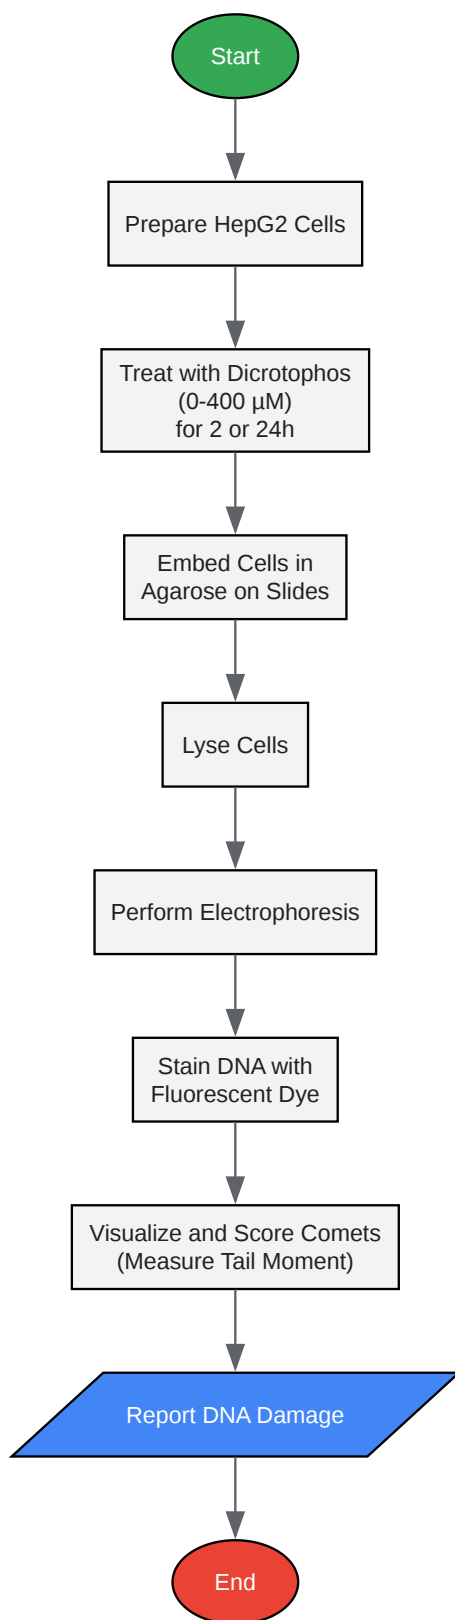 Start
Prepare HepG2 Cells
Treat with Dicrotophos
(0-400 µM)
for 2 or 24h
Embed Cells in
Agarose on Slides
Lyse Cells
Perform Electrophoresis
Stain DNA with
Fluorescent Dye
Visualize and Score Comets
(Measure Tail Moment)
Report DNA Damage
End